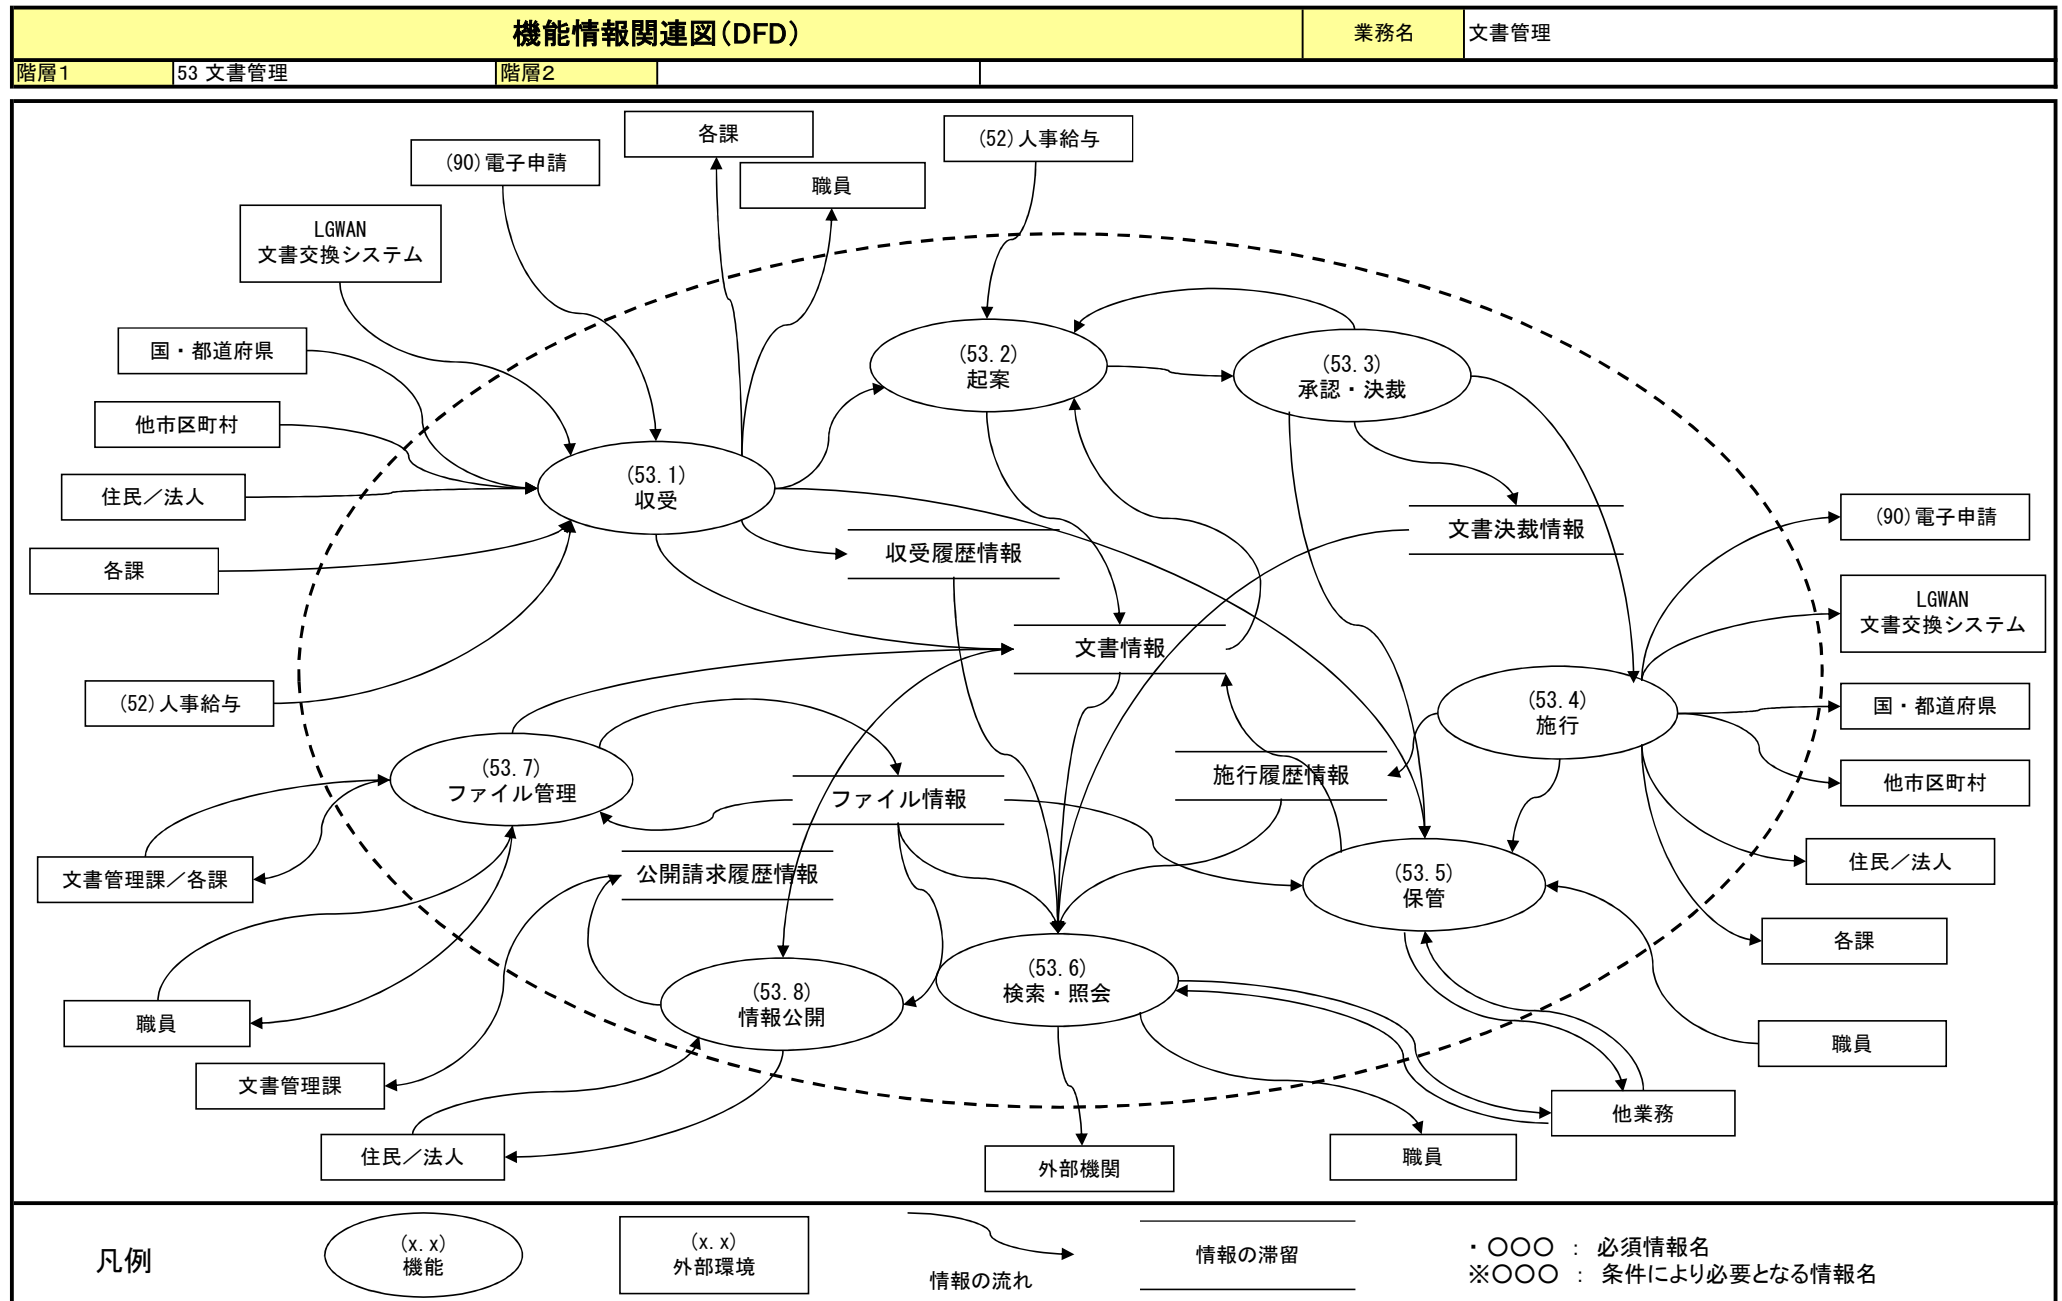 機能情報関連図(DFD)
業務名
文書管理
階層1
53 文書管理
階層2
各課
(52)人事給与
(90)電子申請
職員
LGWAN
文書交換システム
国・都道府県
他市区町村
住民／法人
各課
(52)人事給与
(53.1)
収受
(53.2)
起案
(53.3)
承認・決裁
収受履歴情報
文書決裁情報
文書情報
(90)電子申請
LGWAN
文書交換システム
(53.4)
施行
国・都道府県
他市区町村
住民／法人
各課
(53.7)
ファイル管理
ファイル情報
施行履歴情報
文書管理課／各課
公開請求履歴情報
(53.5)
保管
(53.6)
検索・照会
(53.8)
情報公開
職員
文書管理課
住民／法人
職員
他業務
外部機関
職員
凡例
(x.x)
機能
(x.x)
外部環境
情報の流れ
情報の滞留
・〇〇〇 ： 必須情報名
※〇〇〇 ： 条件により必要となる情報名